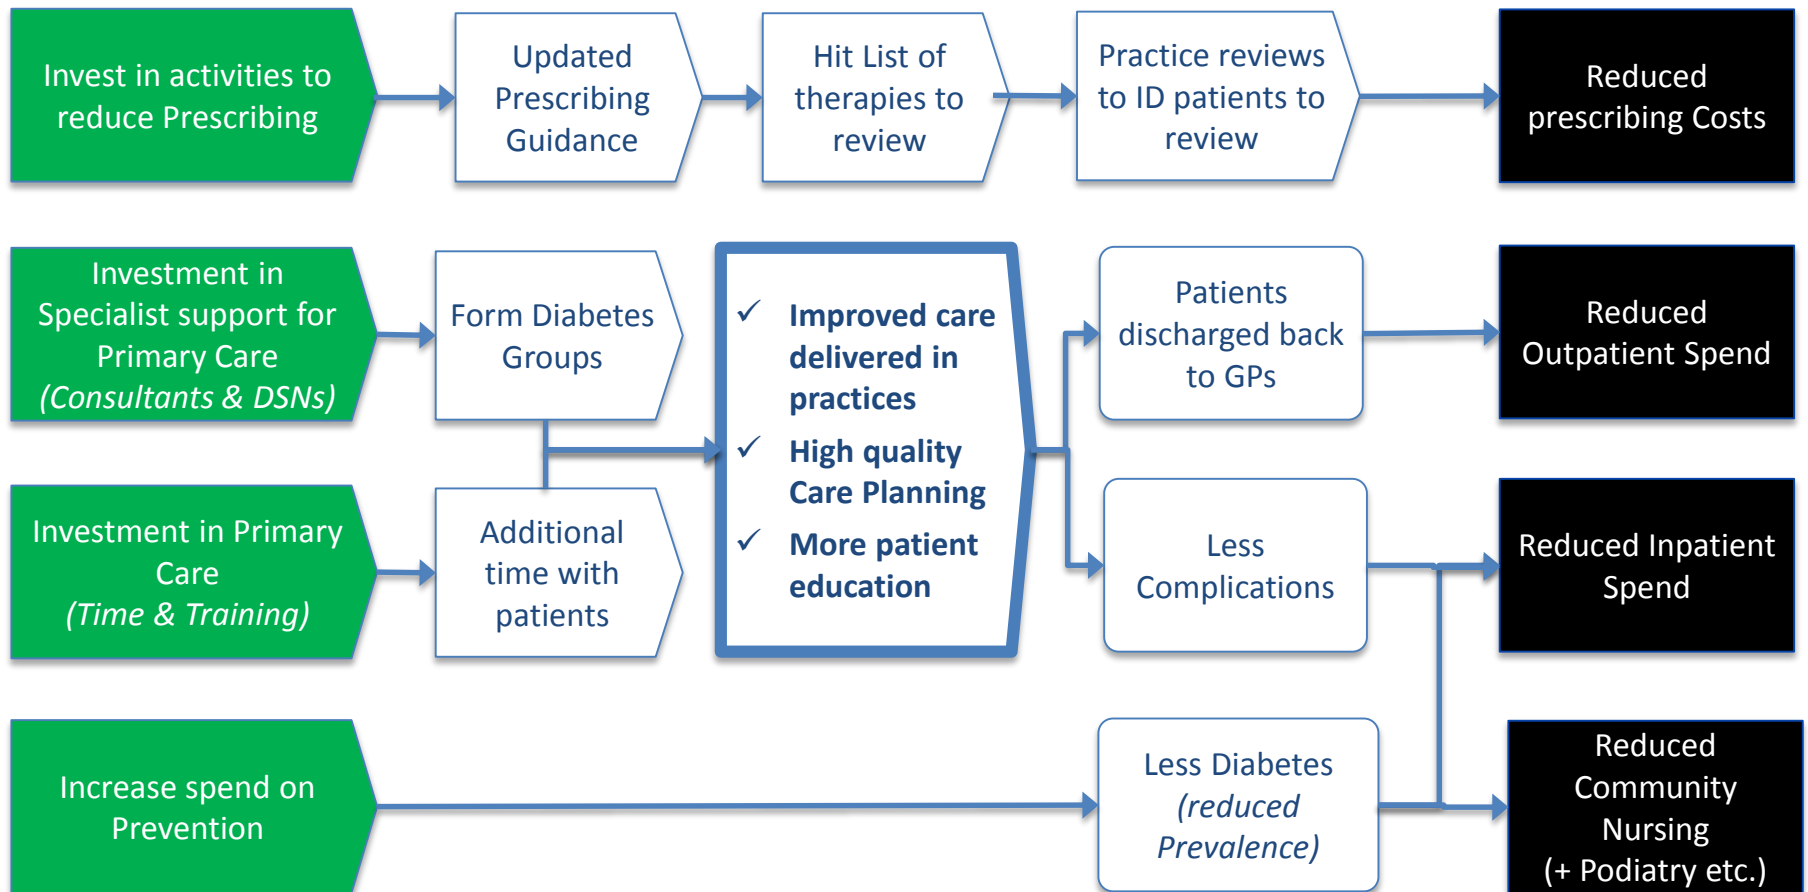 Invest in activities to
reduce Prescribing
Updated
Prescribing
Guidance
Hit List of
therapies to
review
Practice reviews
to ID patients to
review
Reduced
prescribing Costs
Investment in
Specialist support for
Primary Care
(Consultants & DSNs)
Form Diabetes
Groups
✓ Improved care
delivered in
practices
✓ High quality
Care Planning
✓ More patient
education
Patients
discharged back
to GPs
Reduced
Outpatient Spend
Investment in Primary
Care
(Time & Training)
Additional
time with
patients
Less
Complications
Reduced Inpatient
Spend
Increase spend on
Prevention
Less Diabetes
(reduced
Prevalence)
Reduced
Community
Nursing
(+ Podiatry etc.)